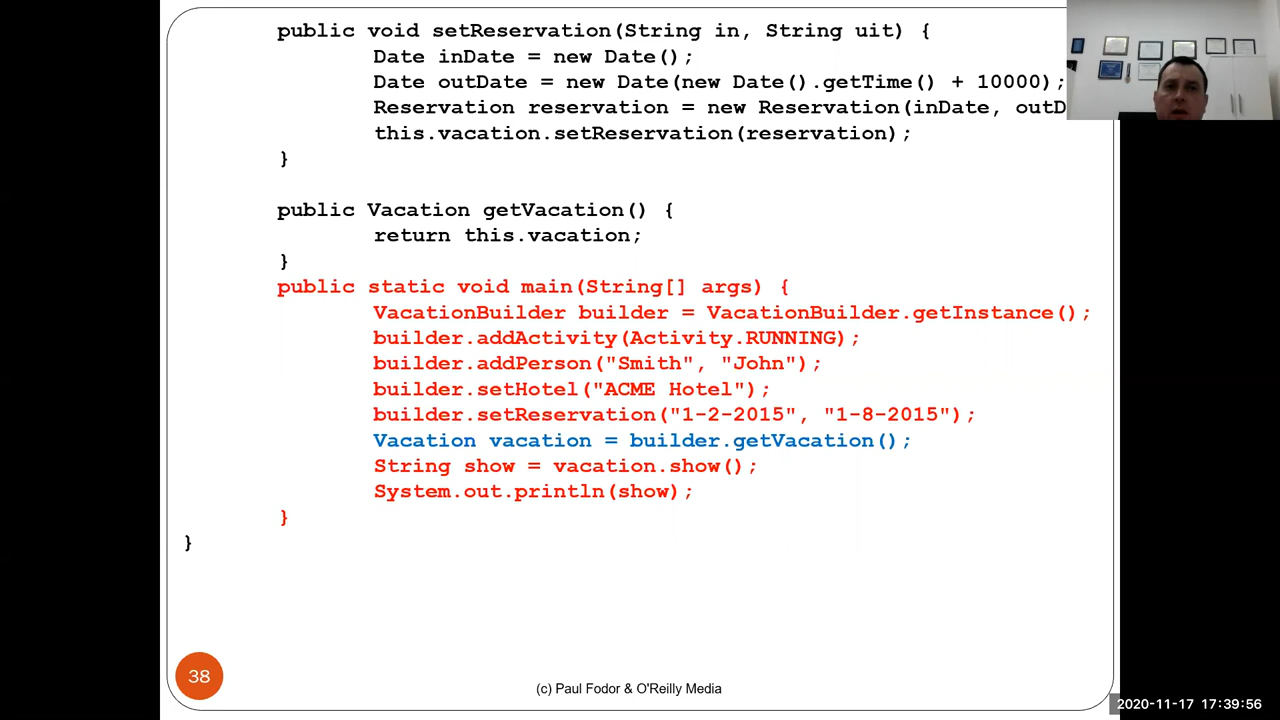 public void setReservation(String in, String uit) {
Date inDate = new Date();
Date outDate = new Date(new Date().getTime() + 10000);
Reservation reservation = new Reservation(inDate, outD
this.vacation.setReservation(reservation);
}
public Vacation getVacation() {
return this.vacation;
}
public static void main(String[] args) {
VacationBuilder builder = VacationBuilder.getInstance();
builder.addActivity(Activity.RUNNING);
builder.addPerson("Smith", "John");
builder.setHotel("ACME Hotel");
builder.setReservation("1-2-2015", "1-8-2015");
Vacation vacation = builder.getVacation();
String show = vacation.show();
System.out.println(show);
}
}
38
(c) Paul Fodor & O'Reilly Media
2020-11-17 17:39:56